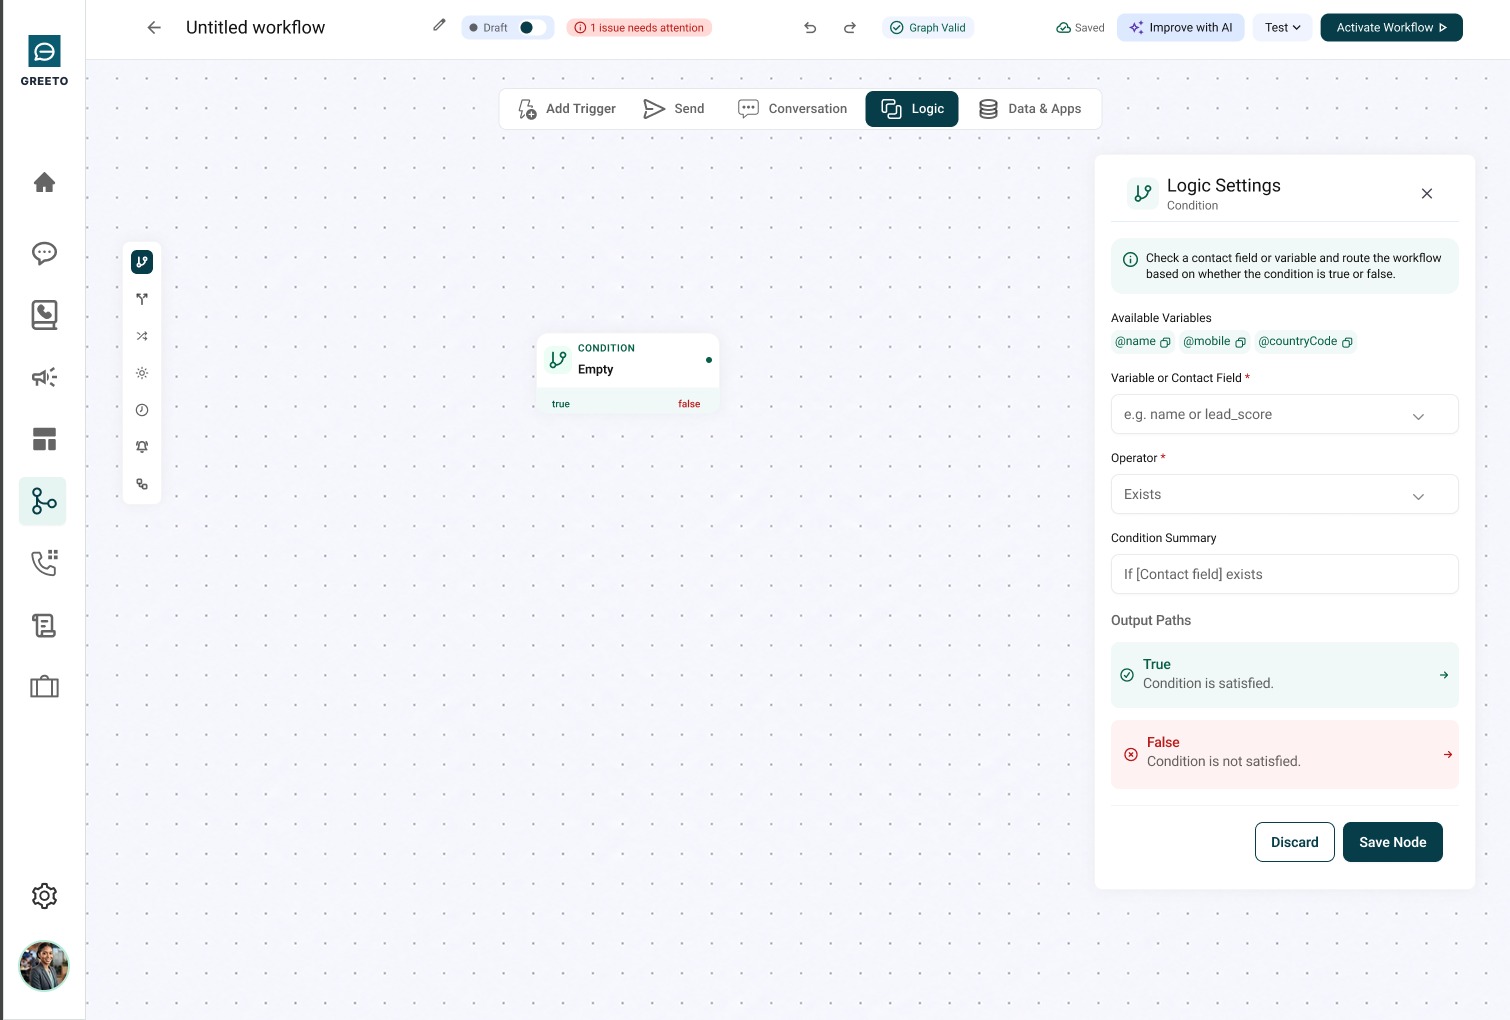 Untitled workflow
Draft
1 issue needs attention
Graph Valid
Saved
Improve with AI
Test
Activate Workflow
GREETO
Add Trigger
Send
Conversation
Logic
Data & Apps
CONDITION
Empty
true
false
Logic Settings
Condition
Check a contact field or variable and route the workflow
based on whether the condition is true or false.
Available Variables
@name
@mobile
@countryCode
Variable or Contact Field *
e.g. name or lead_score
Operator *
Exists
Condition Summary
If [Contact field] exists
Output Paths
True
Condition is satisfied.
False
Condition is not satisfied.
Discard
Save Node